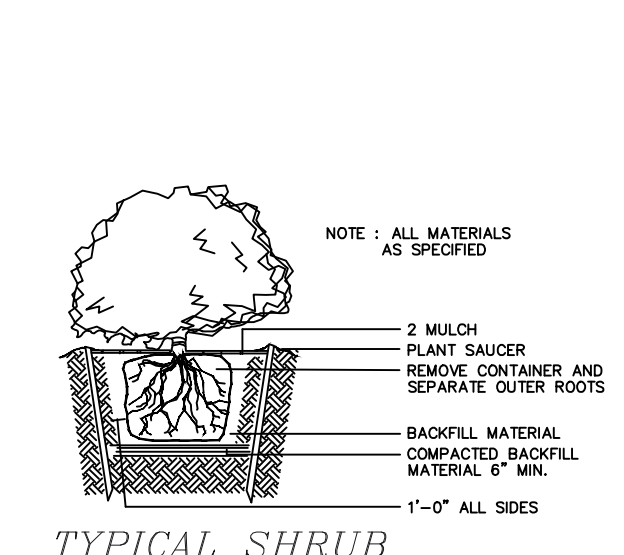 NOTE : ALL MATERIALS
AS SPECIFIED
2 MULCH
PLANT SAUCER
REMOVE CONTAINER AND
SEPARATE OUTER ROOTS
BACKFILL MATERIAL
COMPACTED BACKFILL
MATERIAL 6" MIN.
1'-0" ALL SIDES
TYPICAL SHRUB